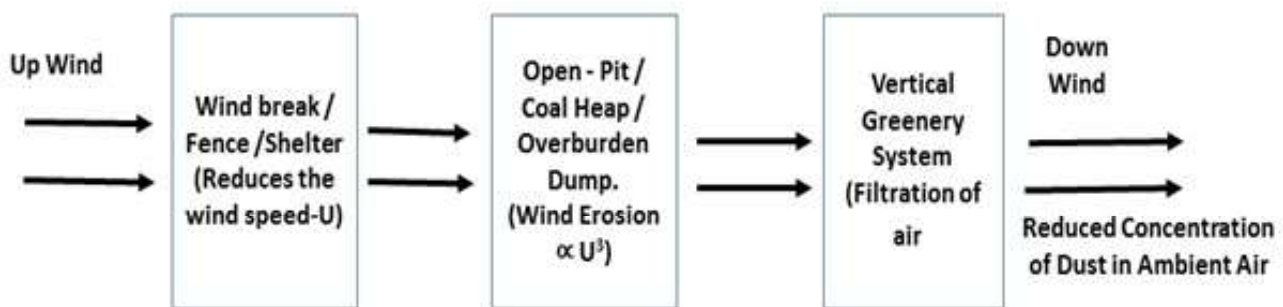 Up Wind
Wind break /
Fence /Shelter
(Reduces the
wind speed-U)
Open - Pit /
Coal Heap /
Overburden
Dump.
(Wind Erosion
∝ U³)
Vertical
Greenery
System
(Filtration of
air
Down
Wind
Reduced Concentration
of Dust in Ambient Air